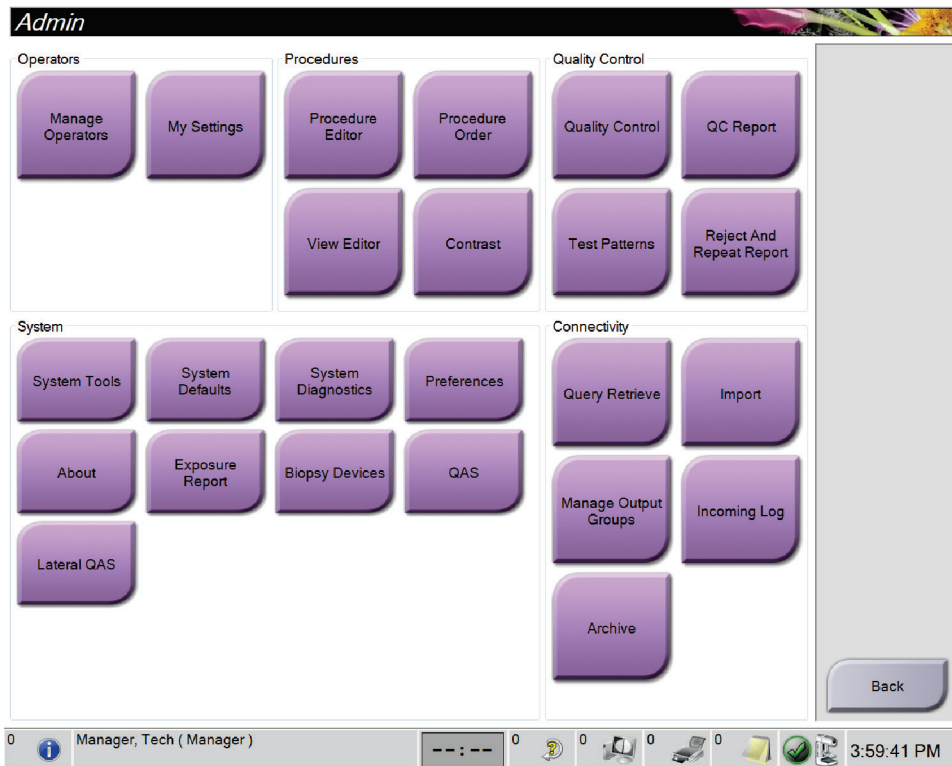 Admin
Operators
Manage
Operators
My Settings
Procedures
Procedure
Editor
Procedure
Order
View Editor
Contrast
Quality Control
Quality Control
QC Report
Test Patterns
Reject And
Repeat Report
System
System Tools
System
Defaults
System
Diagnostics
Preferences
About
Exposure
Report
Biopsy Devices
QAS
Lateral QAS
Connectivity
Query Retrieve
Import
Manage Output
Groups
Incoming Log
Archive
Back
0
Manager, Tech ( Manager )
--:--
0
0
0
0
3:59:41 PM